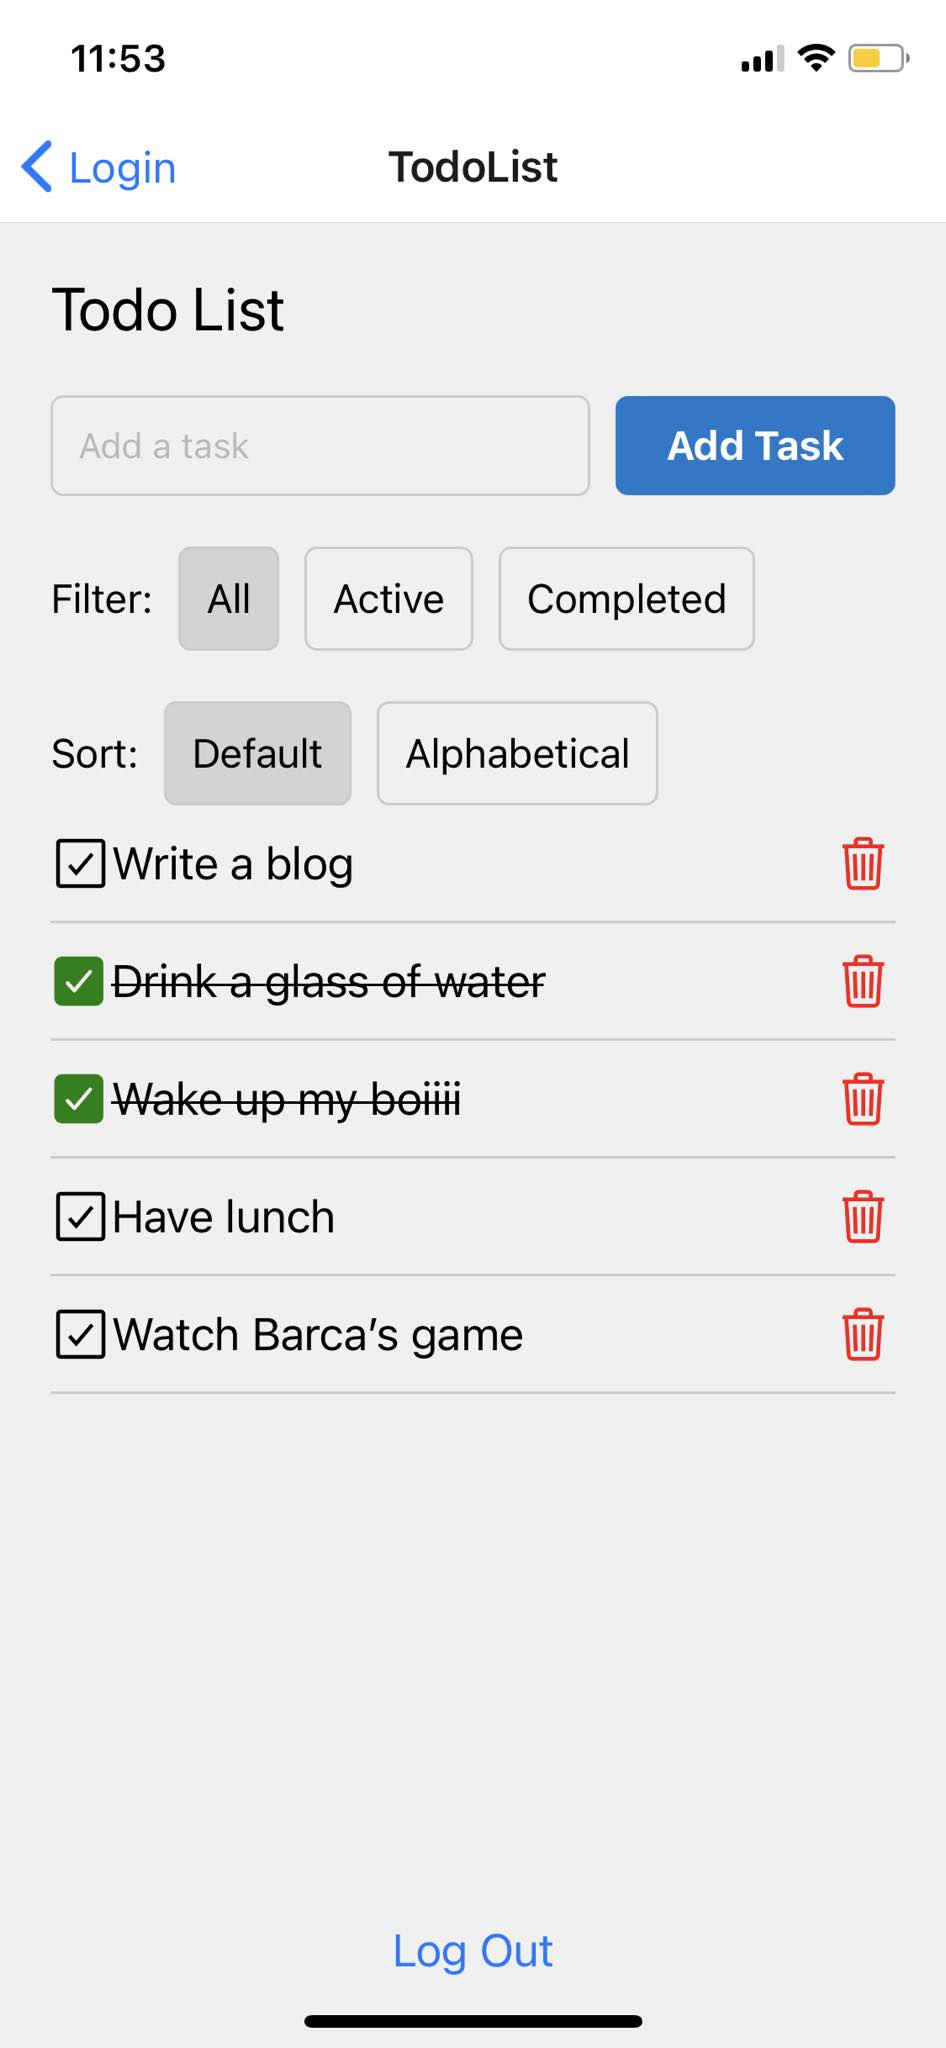 11:53
Login TodoList
Todo List
Add a task Add Task
Filter: All Active Completed
Sort: Default Alphabetical
Write a blog
Drink a glass of water
Wake up my boiiii
Have lunch
Watch Barca’s game
Log Out